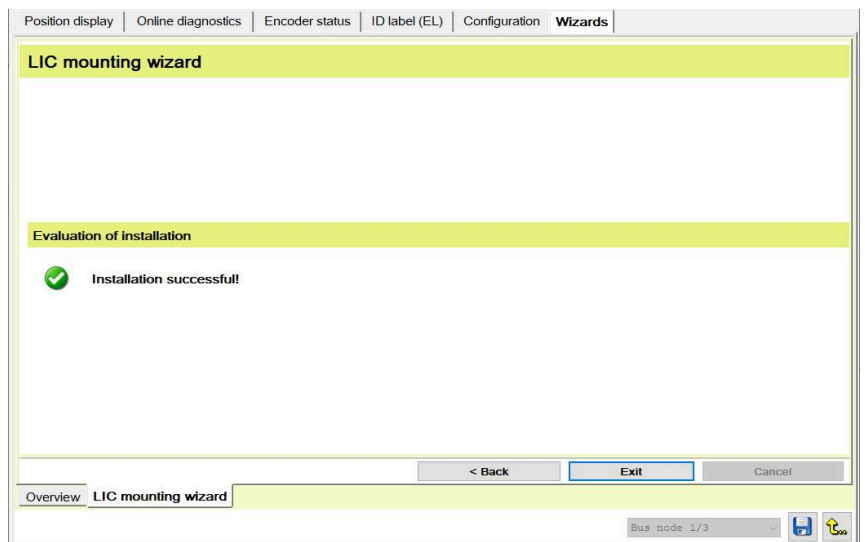 Position display Online diagnostics Encoder status ID label (EL) Configuration Wizards
LIC mounting wizard
Evaluation of installation
Installation successful!
< Back Exit Cancel
Overview LIC mounting wizard
Bus node 1/3